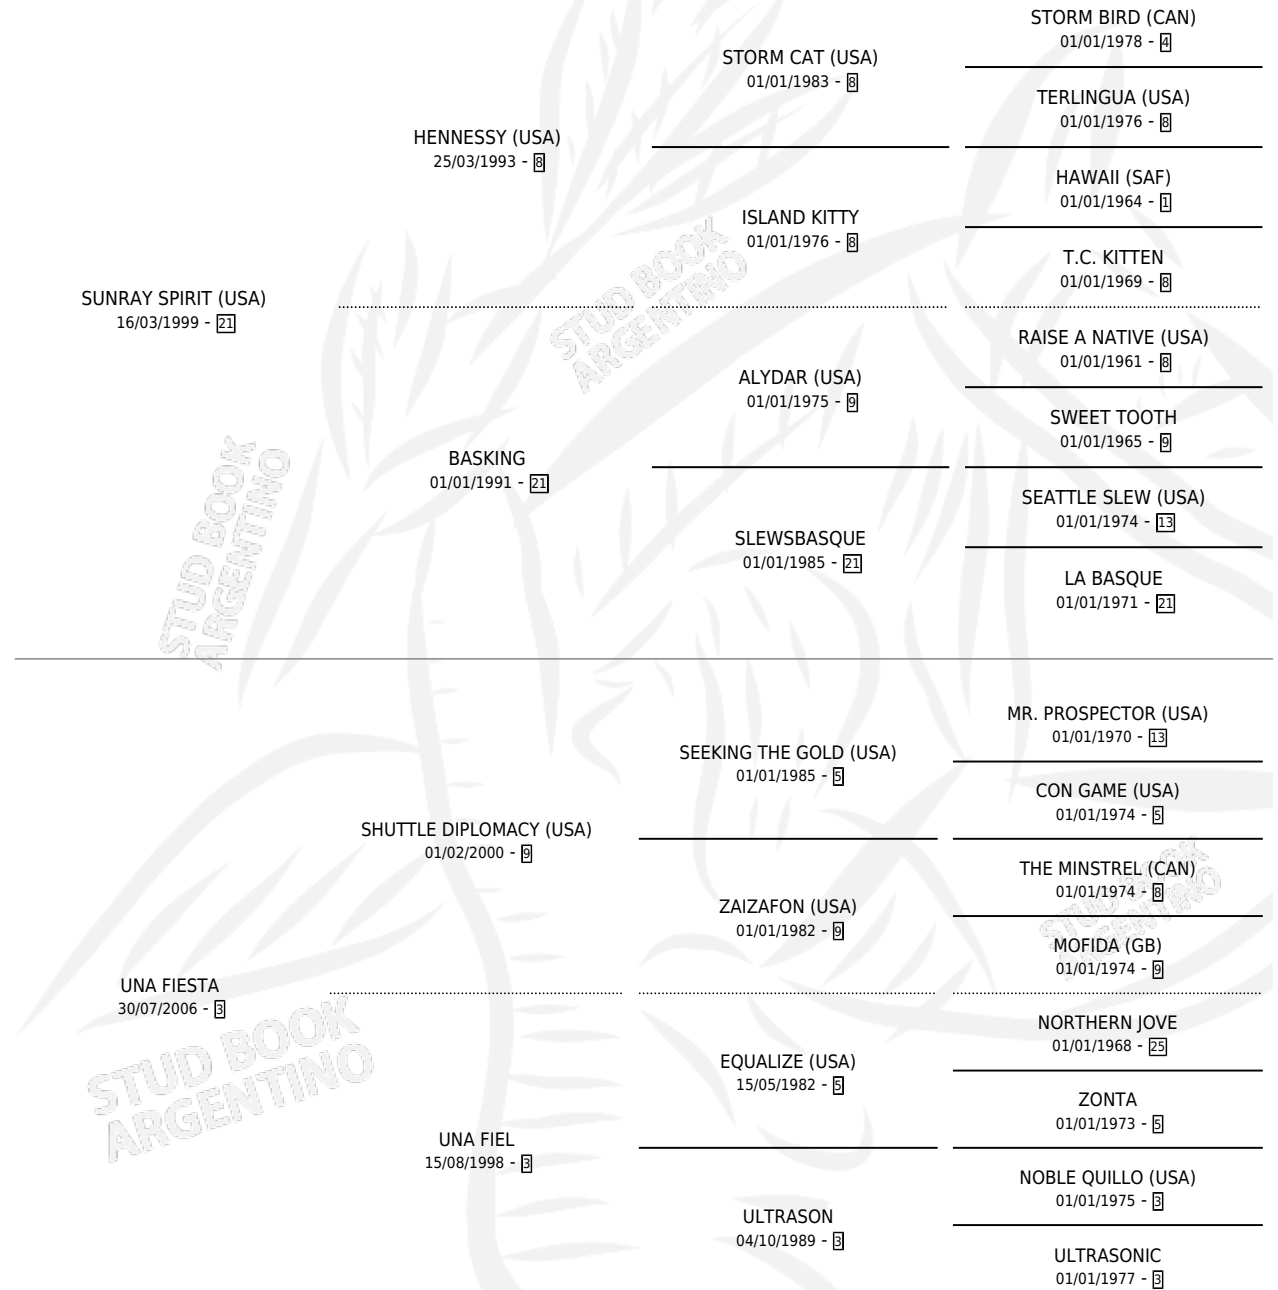 STORM BIRD (CAN)
01/01/1978 - 4
STORM CAT (USA)
01/01/1983 - 8
TERLINGUA (USA)
01/01/1976 - 8
HENNESSY (USA)
25/03/1993 - 8
HAWAII (SAF)
01/01/1964 - 1
ISLAND KITTY
01/01/1976 - 8
T.C. KITTEN
01/01/1969 - 8
SUNRAY SPIRIT (USA)
16/03/1999 - 21
RAISE A NATIVE (USA)
01/01/1961 - 8
ALYDAR (USA)
01/01/1975 - 9
SWEET TOOTH
01/01/1965 - 9
BASKING
01/01/1991 - 21
SEATTLE SLEW (USA)
01/01/1974 - 13
SLEWSBASQUE
01/01/1985 - 21
LA BASQUE
01/01/1971 - 21
MR. PROSPECTOR (USA)
01/01/1970 - 13
SEEKING THE GOLD (USA)
01/01/1985 - 5
CON GAME (USA)
01/01/1974 - 5
SHUTTLE DIPLOMACY (USA)
01/02/2000 - 9
THE MINSTREL (CAN)
01/01/1974 - 8
ZAIZAFON (USA)
01/01/1982 - 9
MOFIDA (GB)
01/01/1974 - 9
UNA FIESTA
30/07/2006 - 3
NORTHERN JOVE
01/01/1968 - 25
EQUALIZE (USA)
15/05/1982 - 5
ZONTA
01/01/1973 - 5
UNA FIEL
15/08/1998 - 3
NOBLE QUILLO (USA)
01/01/1975 - 3
ULTRASON
04/10/1989 - 3
ULTRASONIC
01/01/1977 - 3
STUD BOOK
ARGENTINO
STUD BOOK
ARGENTINO
STUD BOOK
ARGENTINO
STUD BOOK
ARGENTINO